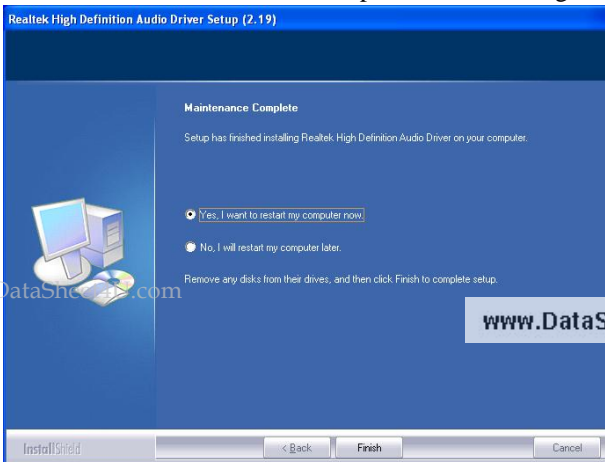 Realtek High Definition Audio Driver Setup (2.19)
Maintenance Complete
Setup has finished installing Realtek High Definition Audio Driver on your computer.
Yes, I want to restart my computer now.
No, I will restart my computer later.
Remove any disks from their drives, and then click Finish to complete setup.
www.DataS
InstallShield
< Back
Finish
Cancel